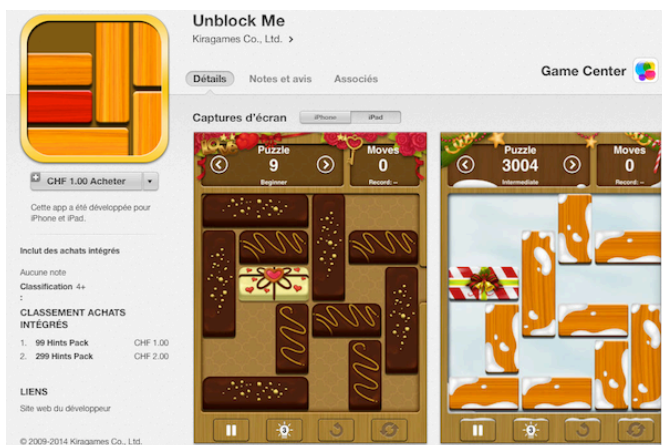 Unblock Me
Kiragames Co., Ltd. >
Détails
Notes et avis
Associés
Game Center
Captures d'écran
iPhone
iPad
CHF 1.00 Acheter
Cette app a été développée pour
iPhone et iPad.
Inclut des achats intégrés
Aucune note
Classification 4+
:
CLASSEMENT ACHATS
INTÉGRÉS
1. 99 Hints Pack CHF 1.00
2. 299 Hints Pack CHF 2.00
LIENS
Site web du développeur
© 2009-2014 Kiragames Co., Ltd.
Puzzle
9
Beginner
Moves
0
Record: --
3
Puzzle
3004
Intermediate
Moves
0
Record: --
3